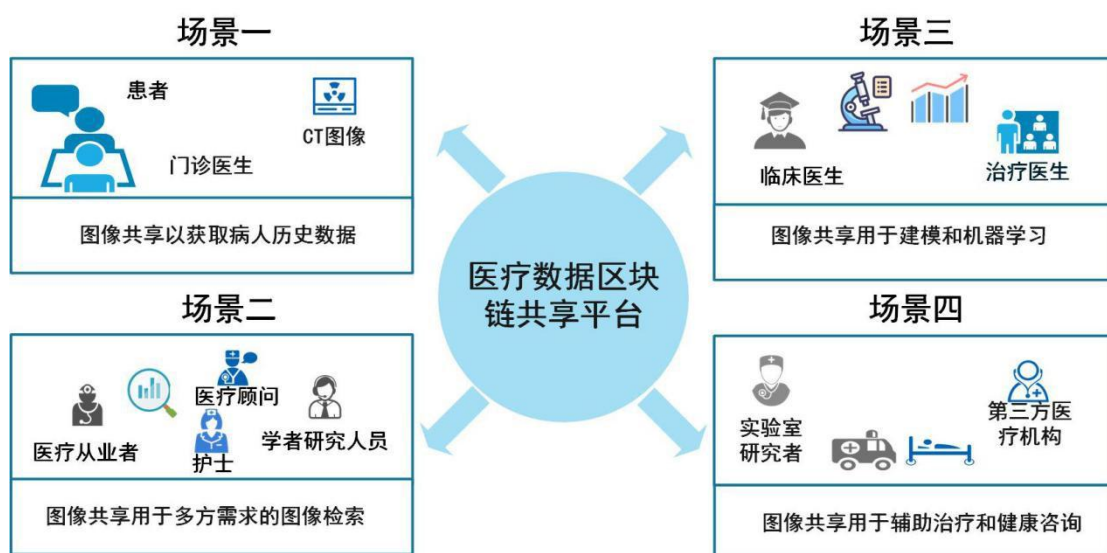 场景一
患者
CT图像
门诊医生
图像共享以获取病人历史数据
场景二
医疗顾问
医疗从业者
护士
学者研究人员
图像共享用于多方需求的图像检索
医疗数据区块
链共享平台
场景三
临床医生
治疗医生
图像共享用于建模和机器学习
场景四
实验室
研究者
第三方医
疗机构
图像共享用于辅助治疗和健康咨询